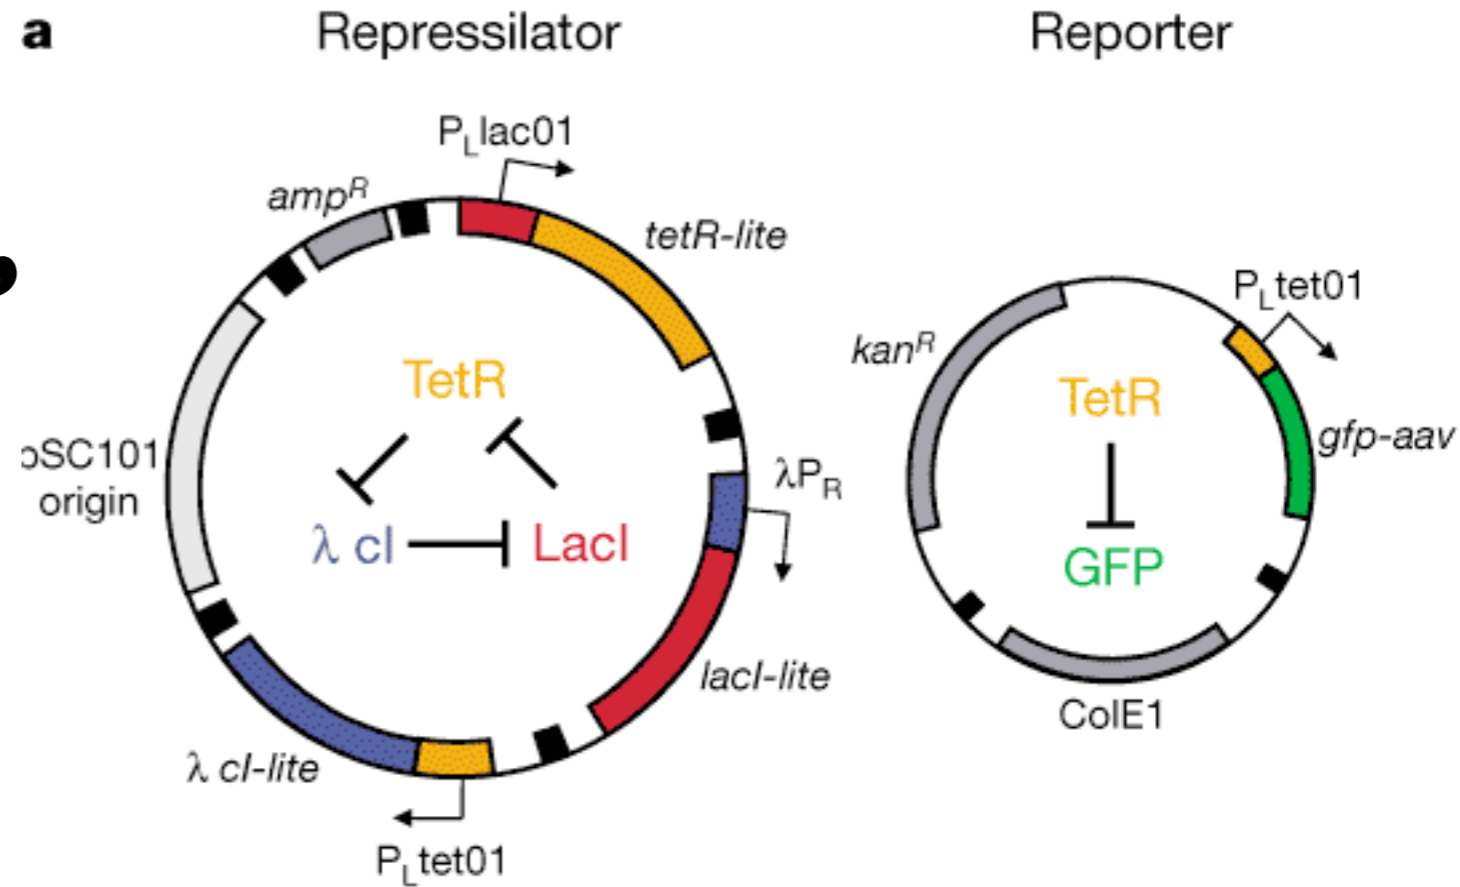 a
Repressilator
Reporter
PLlac01
ampR
tetR-lite
TetR
λ cI
LacI
pSC101
origin
λPR
lacI-lite
λ cI-lite
PLtet01
PLtet01
kanR
TetR
gfp-aav
GFP
ColE1